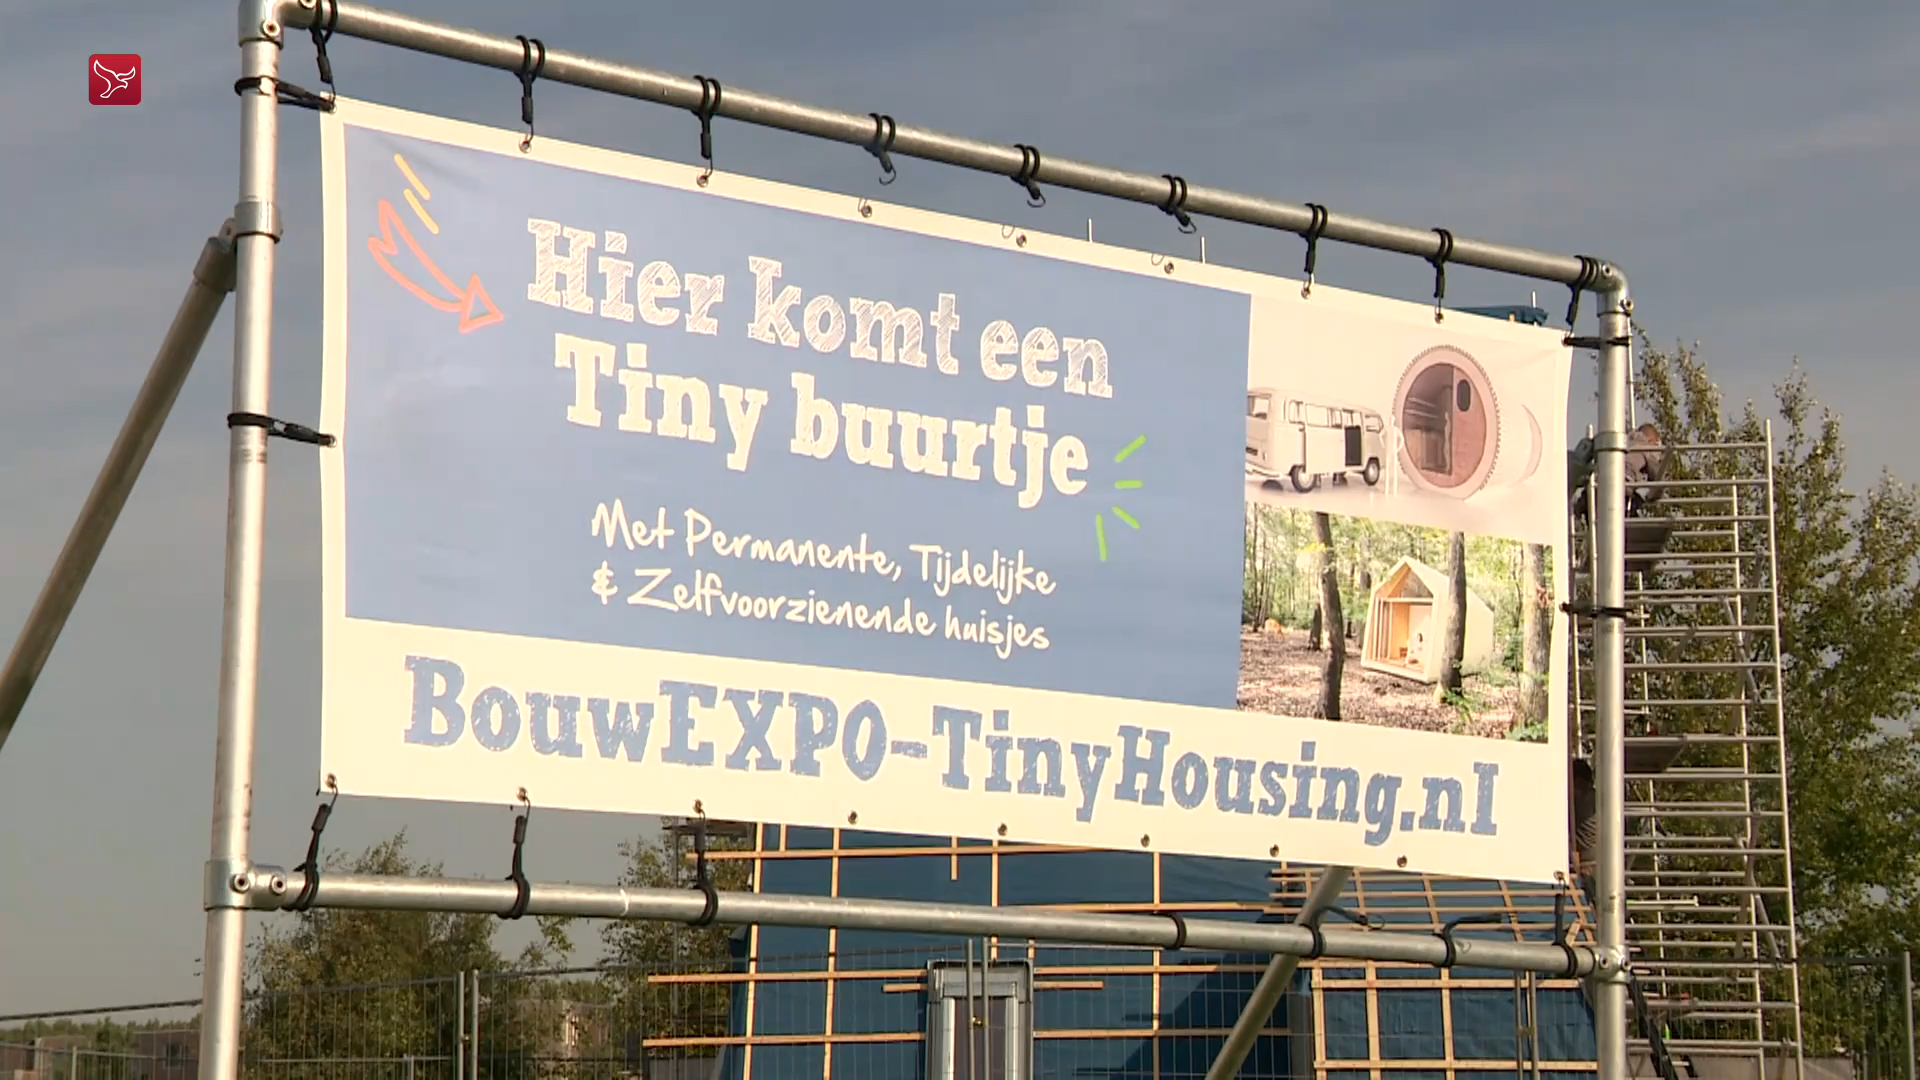 Hier komt een
Tiny buurtje
Met Permanente, Tijdelijke
& Zelfvoorzienende huisjes
BouwEXPO-TinyHousing.nl